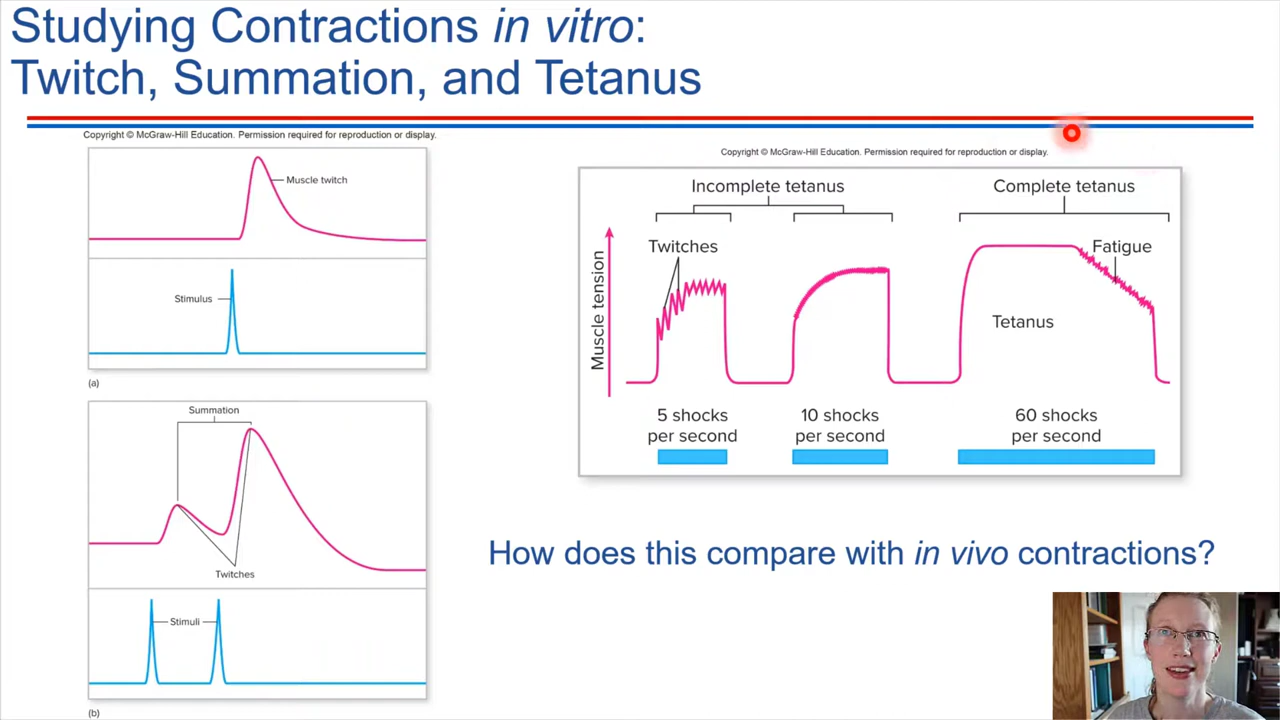 Studying Contractions in vitro:
Twitch, Summation, and Tetanus
Copyright © McGraw-Hill Education. Permission required for reproduction or display.
Muscle twitch
Stimulus
(a)
Summation
Twitches
Stimuli
(b)
Copyright © McGraw-Hill Education. Permission required for reproduction or display.
Incomplete tetanus
Complete tetanus
Twitches
Fatigue
Muscle tension
Tetanus
5 shocks
per second
10 shocks
per second
60 shocks
per second
How does this compare with in vivo contractions?